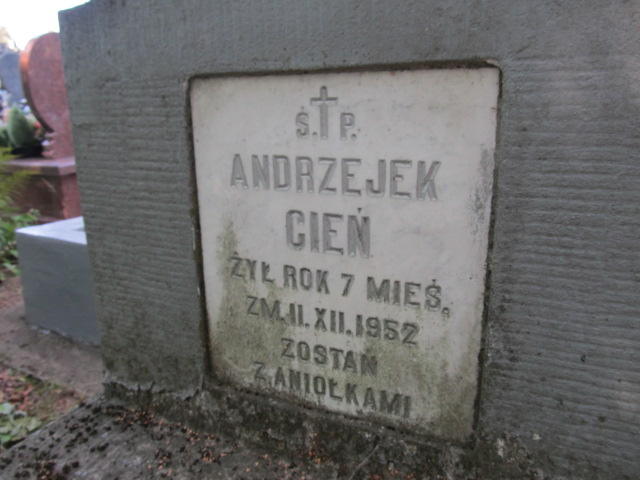 Ś. P.
ANDRZEJEK
CIEŃ
ŻYŁ ROK 7 MIEŚ.
ZM. 11. XII. 1952
ZOSTAŃ
Z ANIOŁKAMI